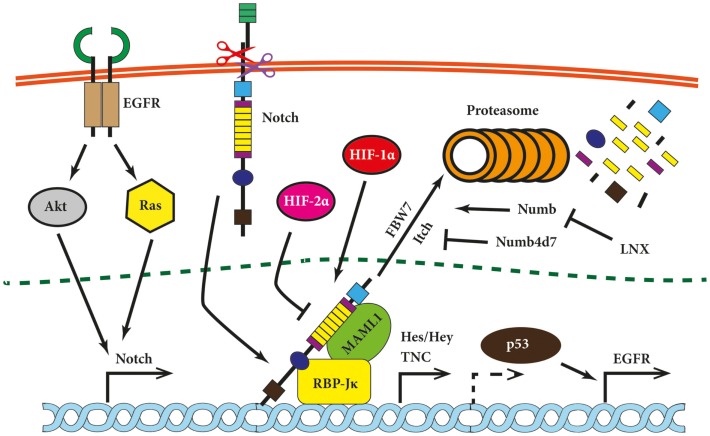 EGFR
Notch
Proteasome
HIF-1α
Akt
Ras
HIF-2α
FBW7
Itch
Numb
Numb4d7
LNX
Notch
MAML1
RBP-Jκ
Hes/Hey
TNC
p53
EGFR